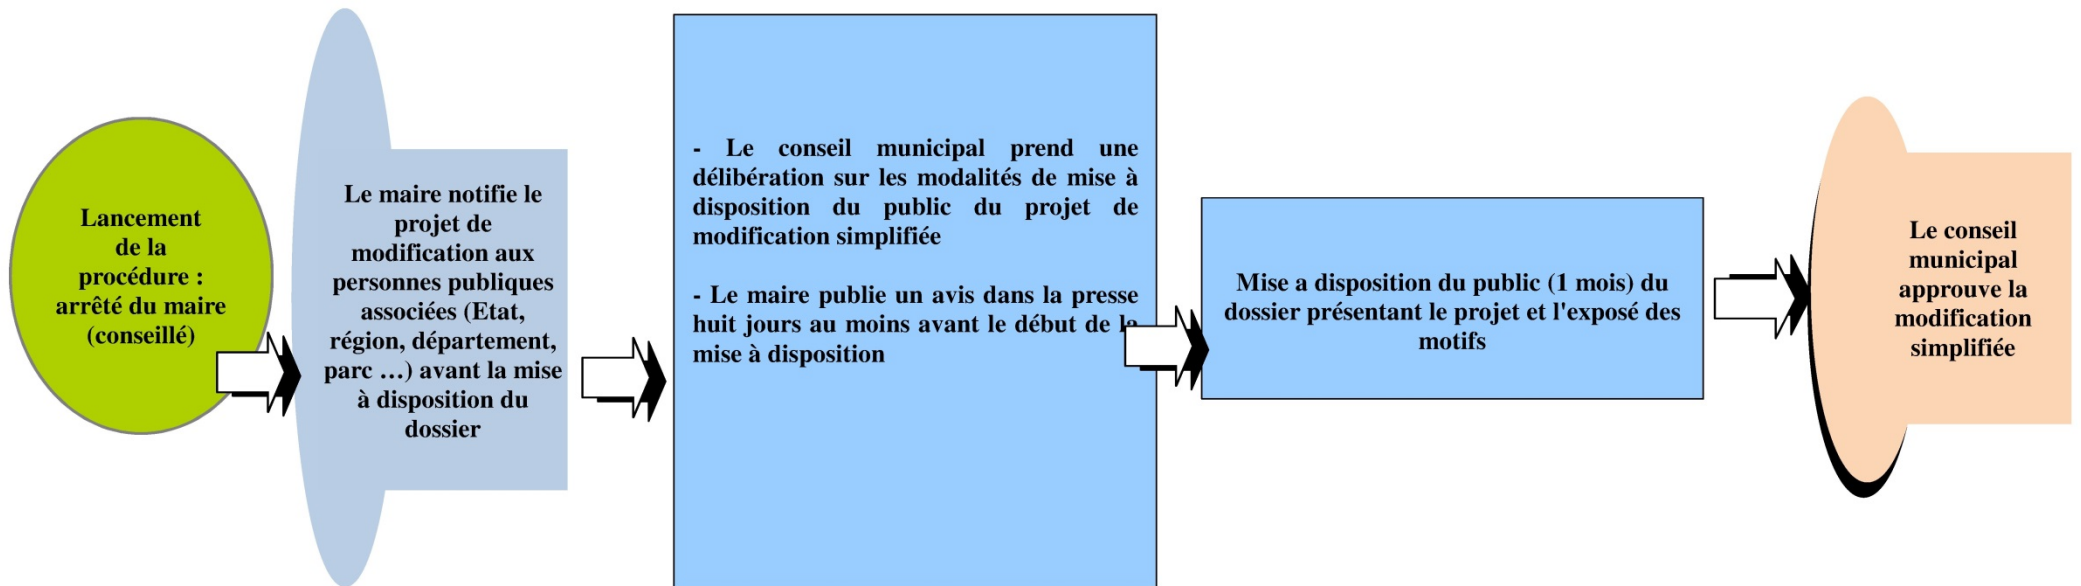 Lancement
de la
procédure :
arrêté du maire
(conseillé)
Le maire notifie le
projet de
modification aux
personnes publiques
associées (Etat,
région, département,
parc …) avant la mise
à disposition du
dossier
- Le conseil municipal prend une
délibération sur les modalités de mise à
disposition du public du projet de
modification simplifiée
- Le maire publie un avis dans la presse
huit jours au moins avant le début de la
mise à disposition
Mise a disposition du public (1 mois) du
dossier présentant le projet et l'exposé des
motifs
Le conseil
municipal
approuve la
modification
simplifiée